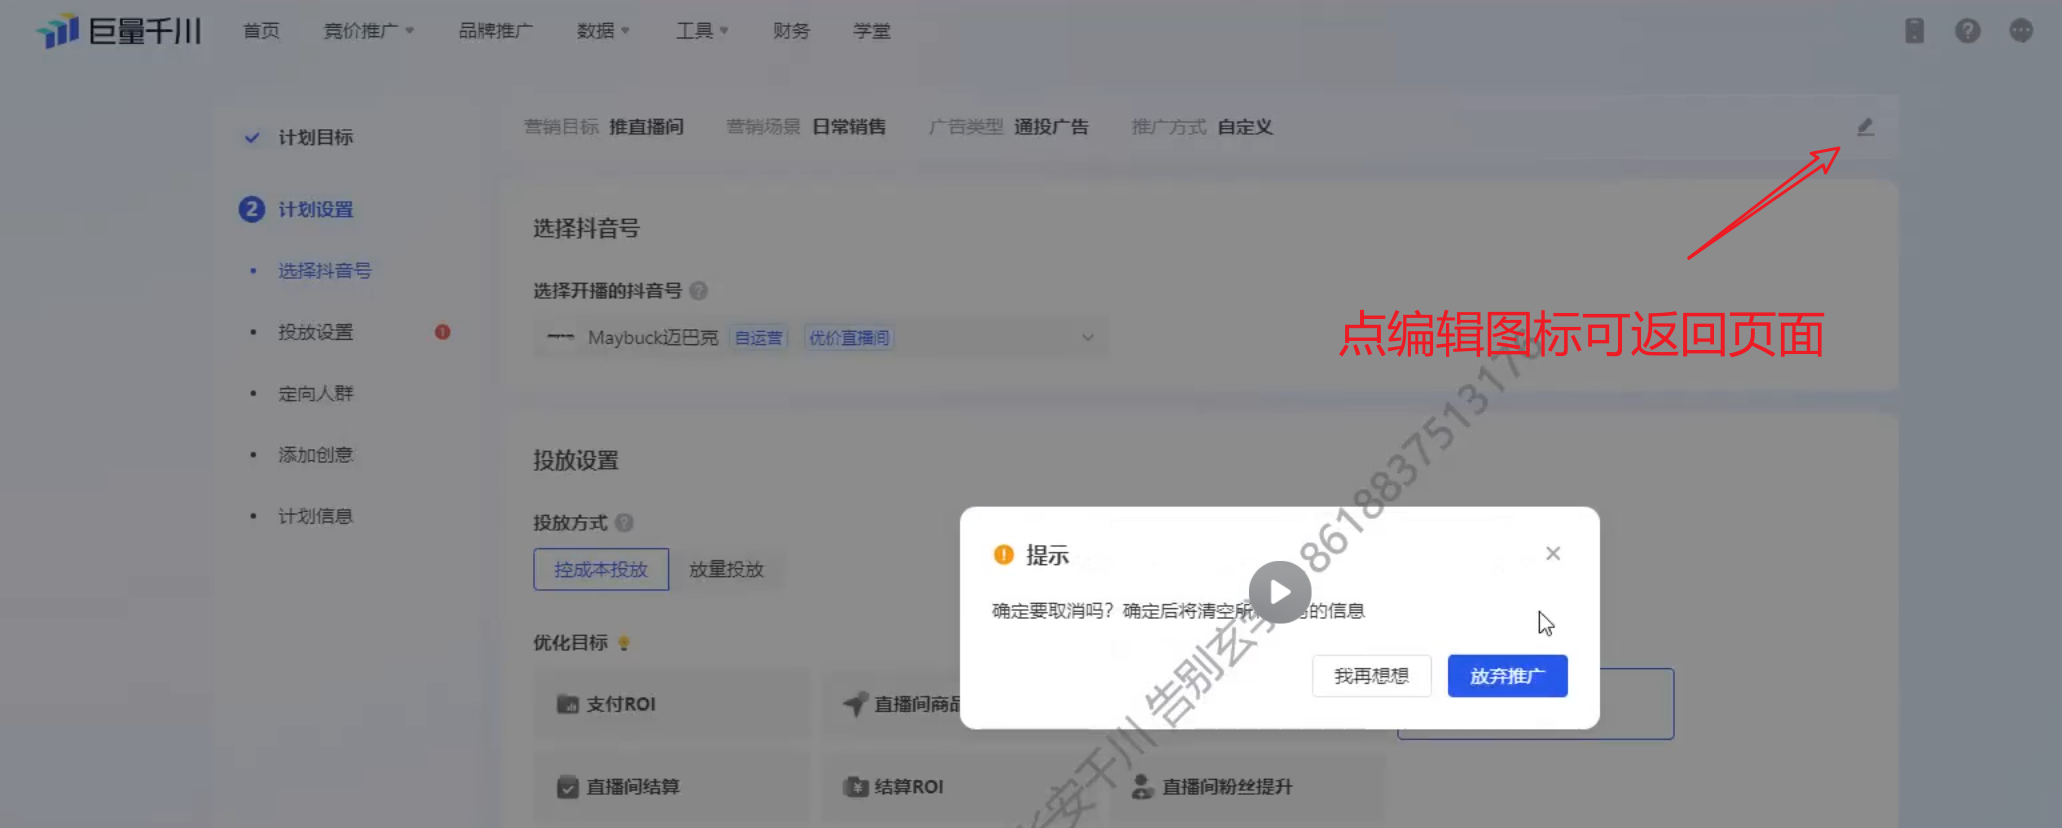 巨量千川 首页 竞价推广 品牌推广 数据 工具 财务 学堂
计划目标
2 计划设置
选择抖音号
投放设置
定向人群
添加创意
计划信息
营销目标 推直播间 营销场景 日常销售 广告类型 通投广告 推广方式 自定义
选择抖音号
选择开播的抖音号
Maybuck迈巴克 自运营 优价直播间
点编辑图标可返回页面
投放设置
投放方式
控成本投放 放量投放
优化目标
支付ROI
直播间商品
直播间结算
结算ROI
直播间粉丝提升
提示
确定要取消吗？确定后将清空所 的信息
我再想想 放弃推广
安千川 告别玄学 8618837513176